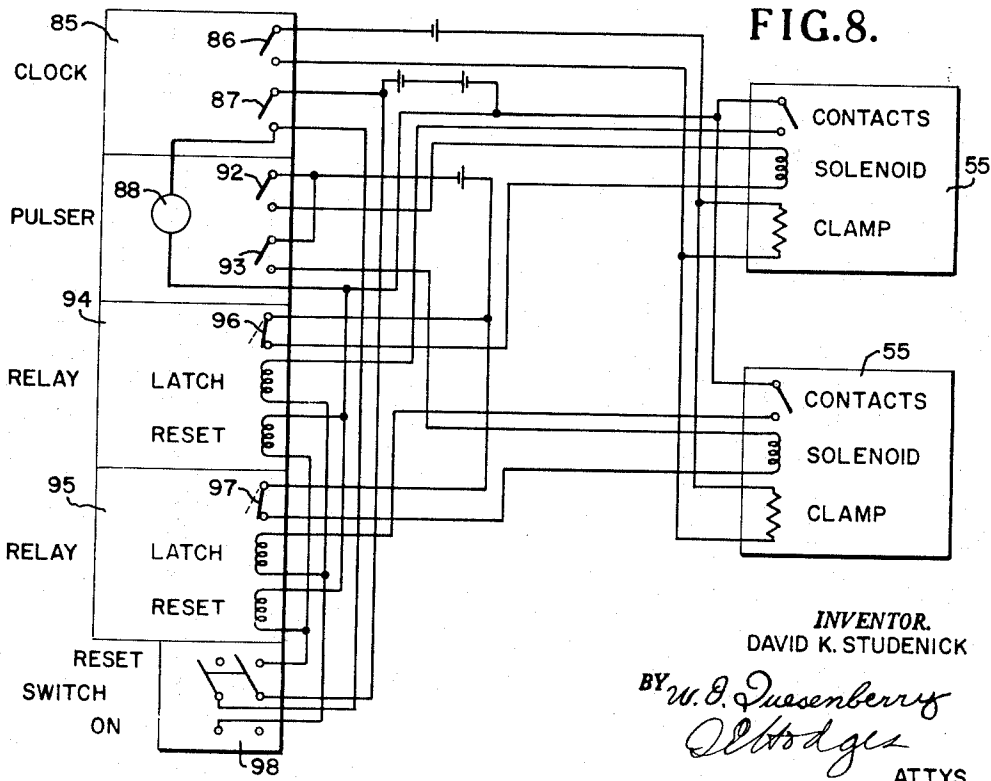 FIG.8.
85
CLOCK
86
87
PULSER
88
92
93
94
RELAY
96
LATCH
RESET
95
RELAY
97
LATCH
RESET
RESET
SWITCH
ON
98
CONTACTS
SOLENOID
55
CLAMP
55
CONTACTS
SOLENOID
CLAMP
INVENTOR.
DAVID K. STUDENICK
BY W. O. Quesenberry
ATTYS